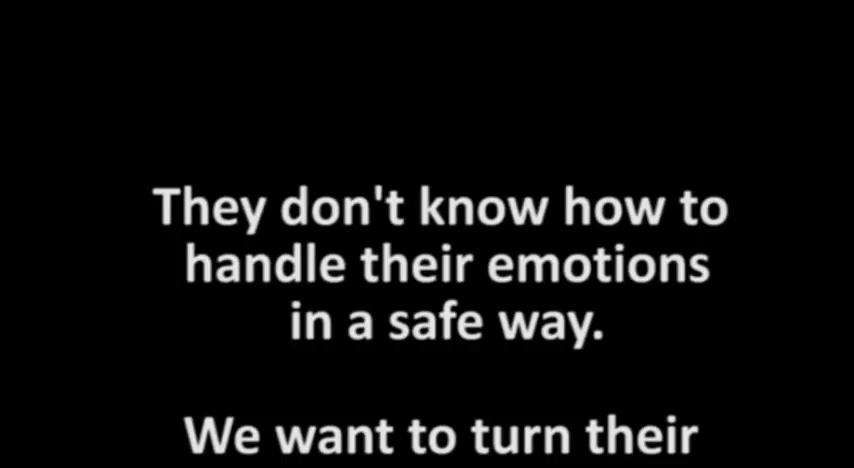 They don't know how to
handle their emotions
in a safe way.
We want to turn their